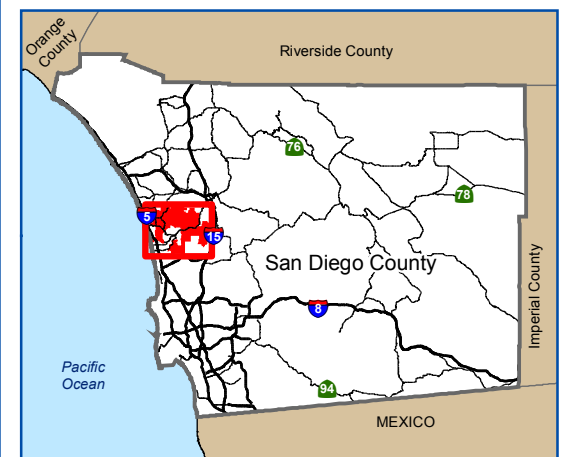 Orange
County
Riverside County
76
78
5
15
San Diego County
Imperial County
8
Pacific
Ocean
94
MEXICO